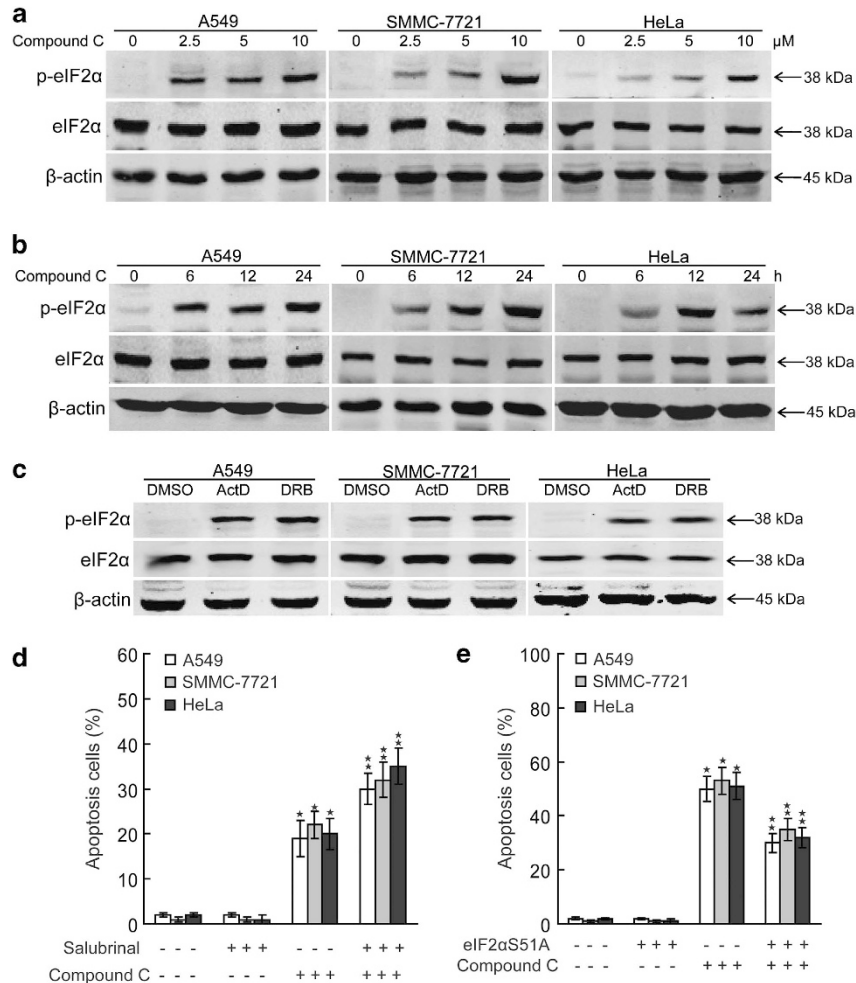 a
A549 SMMC-7721 HeLa
Compound C 0 2.5 5 10 0 2.5 5 10 0 2.5 5 10 μM
p-eIF2α 38 kDa
eIF2α 38 kDa
β-actin 45 kDa
b
A549 SMMC-7721 HeLa
Compound C 0 6 12 24 0 6 12 24 0 6 12 24 h
p-eIF2α 38 kDa
eIF2α 38 kDa
β-actin 45 kDa
c
A549 SMMC-7721 HeLa
DMSO ActD DRB DMSO ActD DRB DMSO ActD DRB
p-eIF2α 38 kDa
eIF2α 38 kDa
β-actin 45 kDa
d
Apoptosis cells (%)
60
50
40
30
20
10
0
A549
SMMC-7721
HeLa
★ ★ ★ ★★ ★★ ★★
Salubrinal - - - + + + - - - + + +
Compound C - - - - - - + + + + + +
e
Apoptosis cells (%)
100
80
60
40
20
0
A549
SMMC-7721
HeLa
★ ★ ★ ★★ ★★ ★★
eIF2αS51A - - - + + + - - - + + +
Compound C - - - - - - + + + + + +